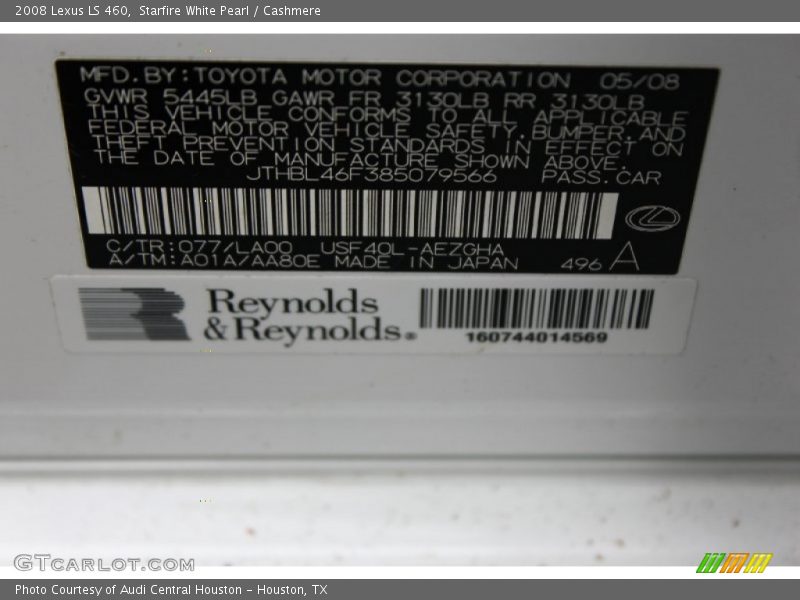 2008 Lexus LS 460,  Starfire White Pearl / Cashmere
MFD. BY: TOYOTA MOTOR CORPORATION 05/08
GVWR 5445LB GAWR FR 3130LB RR 3130LB
THIS VEHICLE CONFORMS TO ALL APPLICABLE
FEDERAL MOTOR VEHICLE SAFETY, BUMPER, AND
THEFT PREVENTION STANDARDS IN EFFECT ON
THE DATE OF MANUFACTURE SHOWN ABOVE.
JTHBL46F385079566 PASS. CAR
C/TR: 077/LA00 USF40L-AEZGHA
A/TM: A01A/AA80E MADE IN JAPAN 496 A
Reynolds
& Reynolds®
160744014569
GTCARLOT.COM
Photo Courtesy of Audi Central Houston – Houston, TX